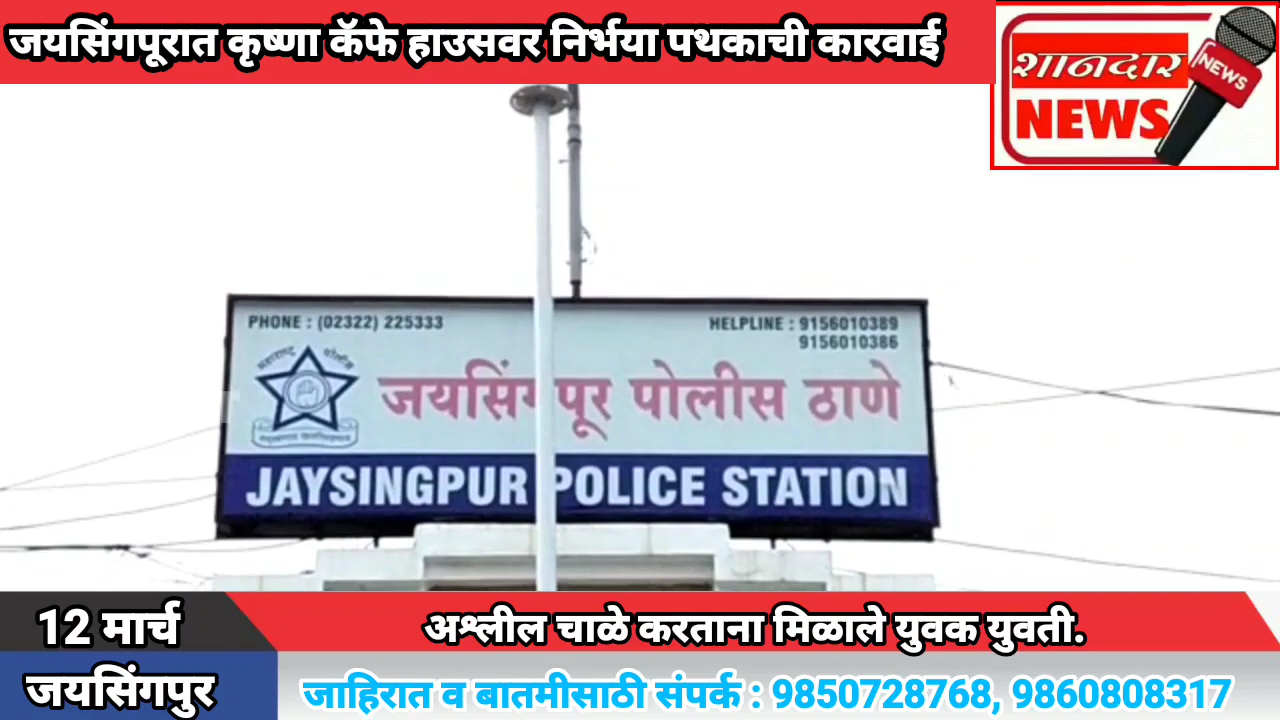 जयसिंगपूरात कृष्णा कॅफे हाउसवर निर्भया पथकाची कारवाई
शानदार
NEWS
NEWS
PHONE : (02322) 225333
HELPLINE : 9156010389
9156010386
महाराष्ट्र पोलीस
जयसिंगपूर पोलीस ठाणे
JAYSINGPUR POLICE STATION
12 मार्च
अश्लील चाळे करताना मिळाले युवक युवती.
जयसिंगपुर
जाहिरात व बातमीसाठी संपर्क : 9850728768, 9860808317